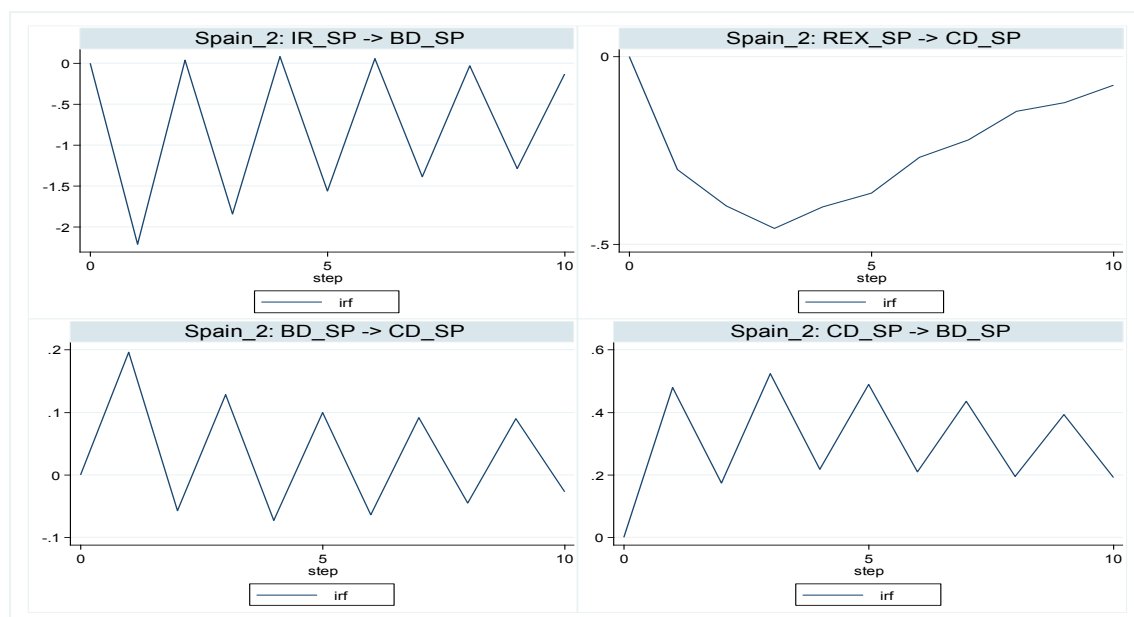 Spain_2: IR_SP -> BD_SP
0
-.5
-1
-1.5
-2
0 5 10
step
irf
Spain_2: REX_SP -> CD_SP
0
-.5
0 5 10
step
irf
Spain_2: BD_SP -> CD_SP
.2
.1
0
-.1
0 5 10
step
irf
Spain_2: CD_SP -> BD_SP
.6
.4
.2
0
0 5 10
step
irf